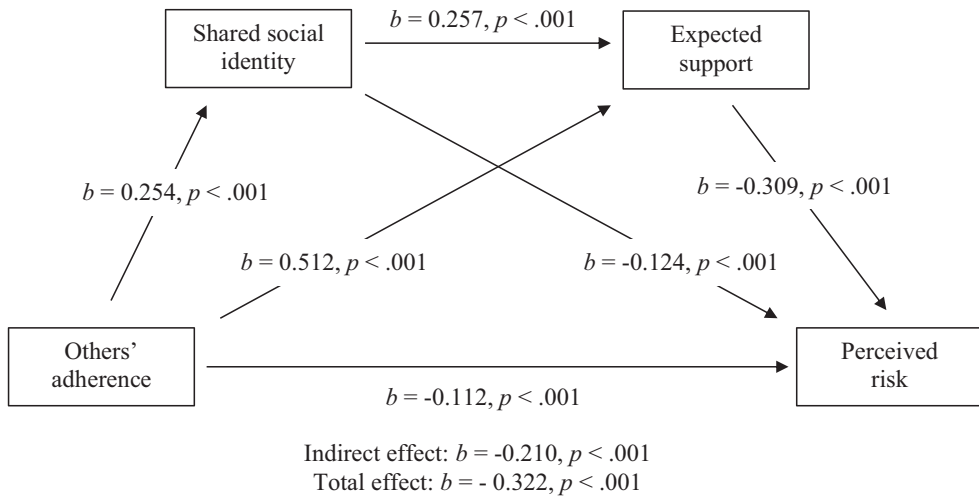 b = 0.257, p < .001
Shared social
identity
Expected
support
b = 0.254, p < .001
b = -0.309, p < .001
b = 0.512, p < .001
b = -0.124, p < .001
Others’
adherence
Perceived
risk
b = -0.112, p < .001
Indirect effect: b = -0.210, p < .001
Total effect: b = - 0.322, p < .001